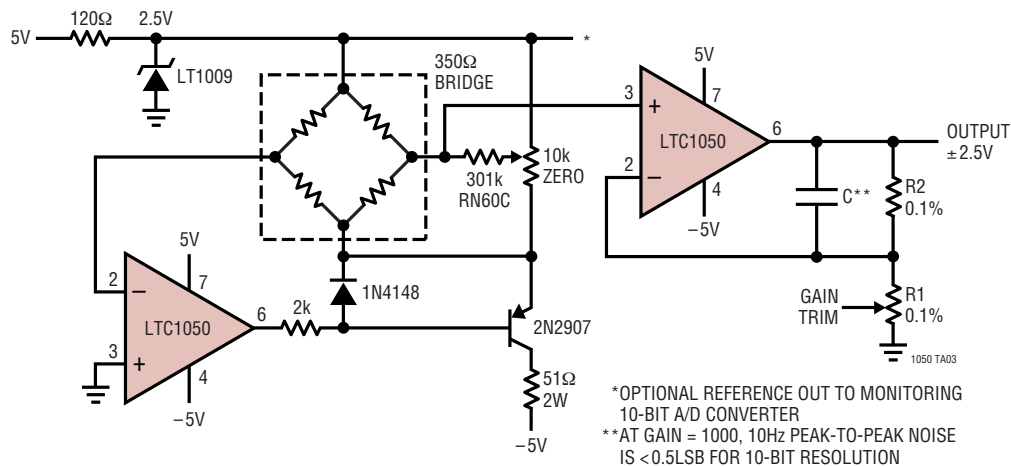 5V
120Ω
2.5V
*
LT1009
350Ω
BRIDGE
301k
RN60C
10k
ZERO
5V
3
+
7
LTC1050
6
2
−
4
−5V
OUTPUT
±2.5V
C**
R2
0.1%
GAIN
TRIM
R1
0.1%
1050 TA03
5V
2
−
7
LTC1050
6
3
+
4
−5V
2k
1N4148
2N2907
51Ω
2W
−5V
*OPTIONAL REFERENCE OUT TO MONITORING
10-BIT A/D CONVERTER
**AT GAIN = 1000, 10Hz PEAK-TO-PEAK NOISE
IS <0.5LSB FOR 10-BIT RESOLUTION